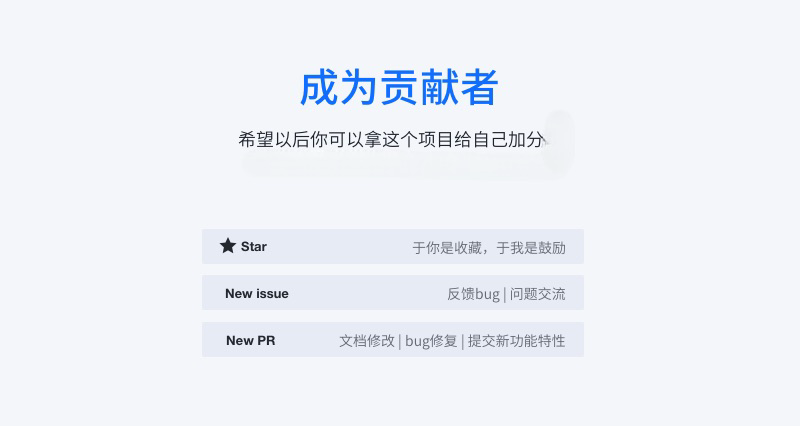 成为贡献者
希望以后你可以拿这个项目给自己加分
Star 于你是收藏，于我是鼓励
New issue 反馈bug | 问题交流
New PR 文档修改 | bug修复 | 提交新功能特性